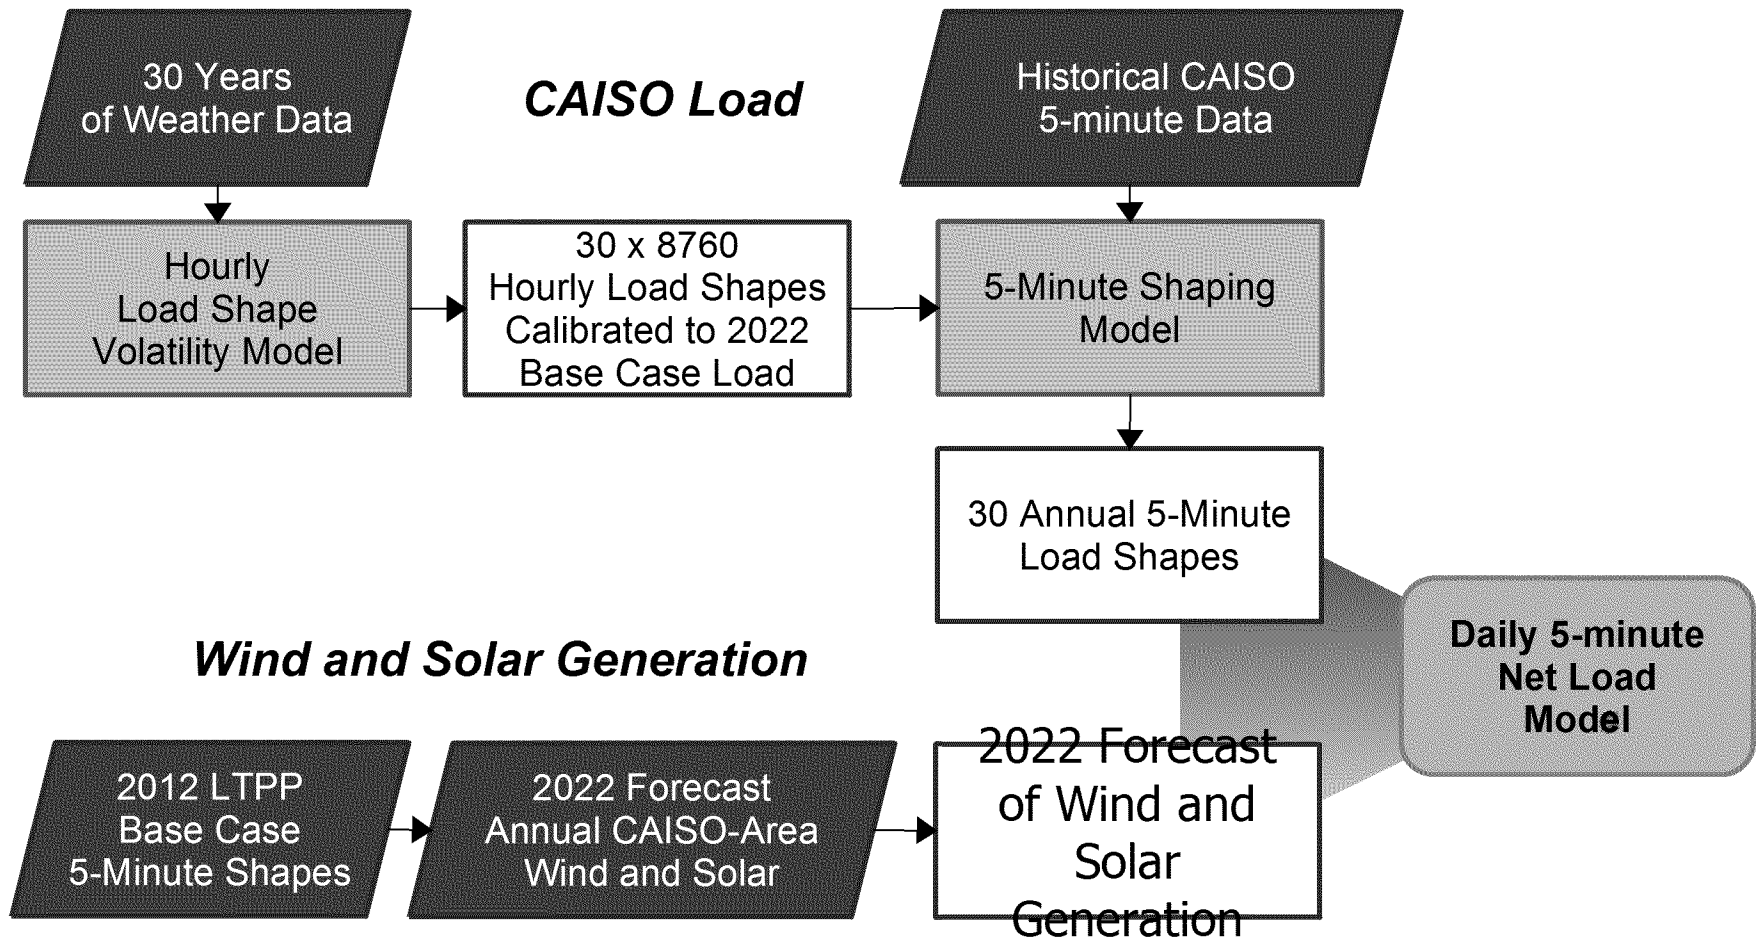 30 Years
of Weather Data
CAISO Load
Historical CAISO
5-minute Data
Hourly
Load Shape
Volatility Model
30 x 8760
Hourly Load Shapes
Calibrated to 2022
Base Case Load
5-Minute Shaping
Model
30 Annual 5-Minute
Load Shapes
Daily 5-minute
Net Load
Model
Wind and Solar Generation
2012 LTPP
Base Case
5-Minute Shapes
2022 Forecast
Annual CAISO-Area
Wind and Solar
2022 Forecast
of Wind and
Solar
Generation